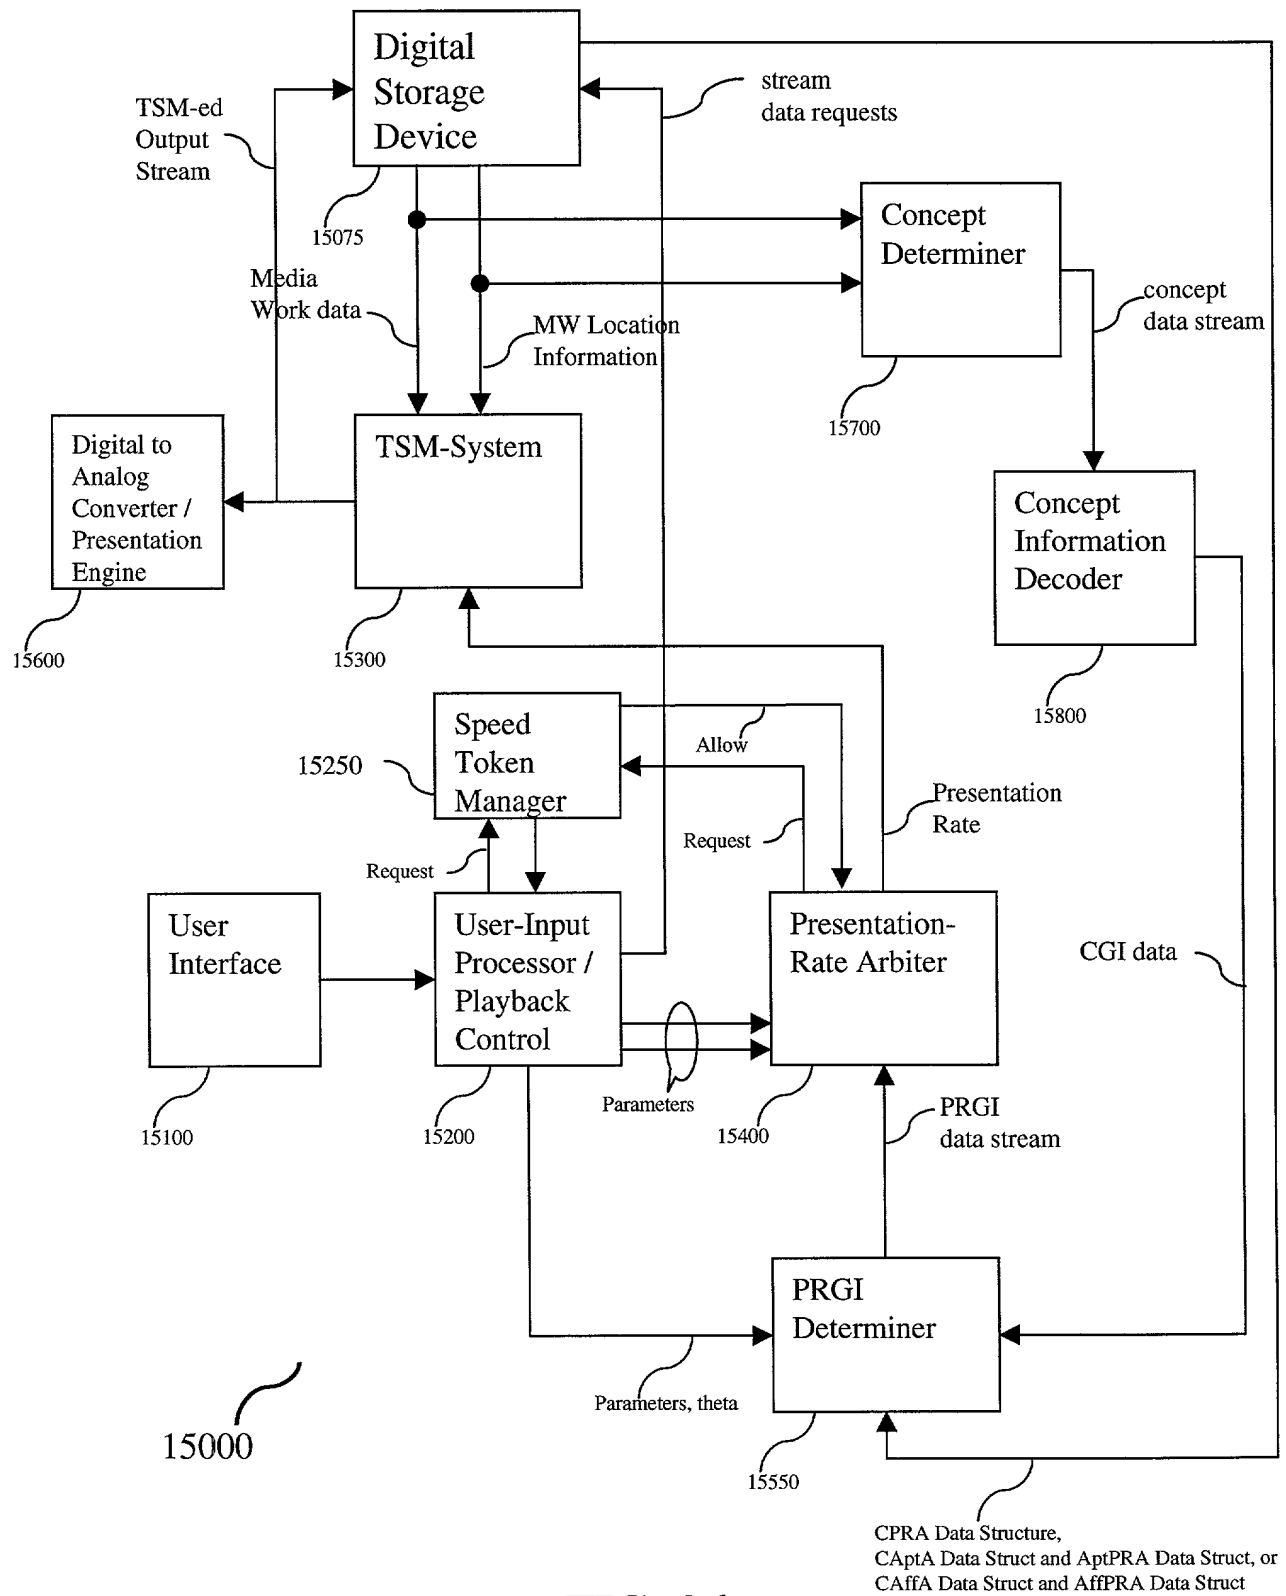 Digital
Storage
Device
stream
data requests
TSM-ed
Output
Stream
15075
Concept
Determiner
Media
Work data
MW Location
Information
concept
data stream
15700
Digital to
Analog
Converter /
Presentation
Engine
TSM-System
Concept
Information
Decoder
15600
15300
15800
Speed
Token
Manager
15250
Allow
Presentation
Rate
Request
Request
User
Interface
User-Input
Processor /
Playback
Control
Presentation-
Rate Arbiter
CGI data
Parameters
15100
15200
15400
PRGI
data stream
PRGI
Determiner
Parameters, theta
15000
15550
CPRA Data Structure,
CAptA Data Struct and AptPRA Data Struct, or
CAffA Data Struct and AffPRA Data Struct